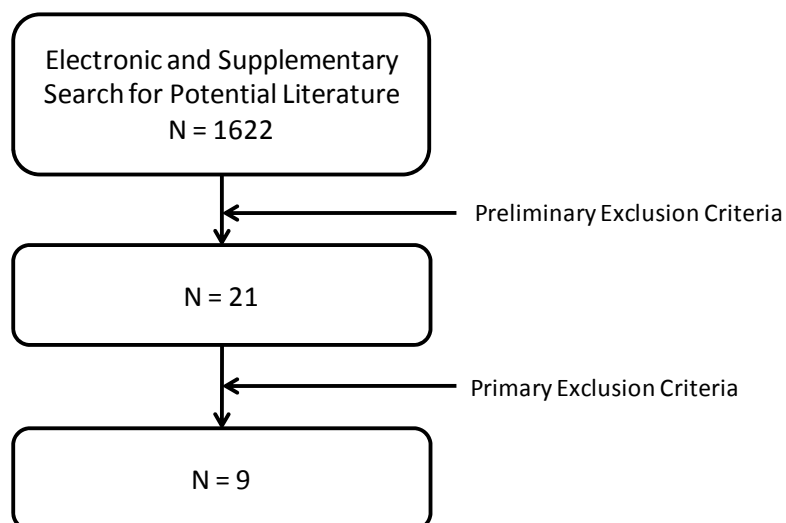 Electronic and Supplementary
Search for Potential Literature
N = 1622
Preliminary Exclusion Criteria
N = 21
Primary Exclusion Criteria
N = 9